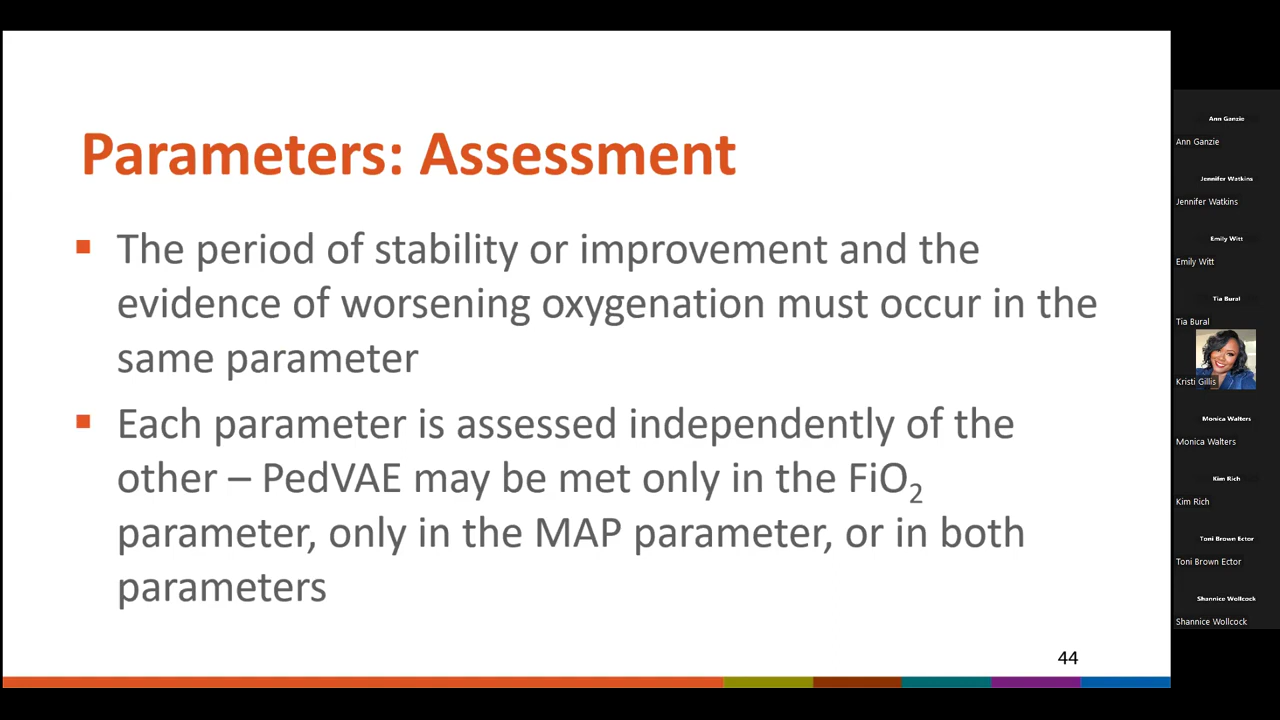 Parameters: Assessment
▪ The period of stability or improvement and the
evidence of worsening oxygenation must occur in the
same parameter
▪ Each parameter is assessed independently of the
other – PedVAE may be met only in the FiO₂
parameter, only in the MAP parameter, or in both
parameters
44
Ann Ganzie
Ann Ganzie
Jennifer Watkins
Jennifer Watkins
Emily Witt
Emily Witt
Tia Bural
Tia Bural
Kristi Gillis
Monica Walters
Monica Walters
Kim Rich
Kim Rich
Toni Brown Ector
Toni Brown Ector
Shannice Wollcock
Shannice Wollcock